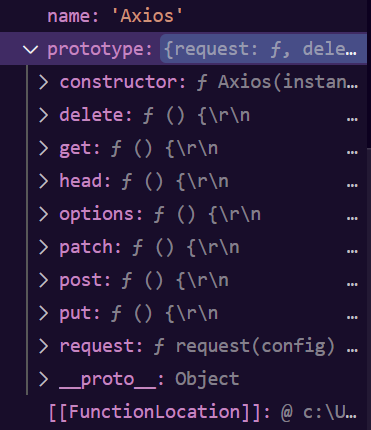 name: 'Axios'
prototype: {request: ƒ, dele…
constructor: ƒ Axios(instan…
delete: ƒ () {\r\n …
get: ƒ () {\r\n …
head: ƒ () {\r\n …
options: ƒ () {\r\n …
patch: ƒ () {\r\n …
post: ƒ () {\r\n …
put: ƒ () {\r\n …
request: ƒ request(config) …
__proto__: Object
[[FunctionLocation]]: @ c:\U…